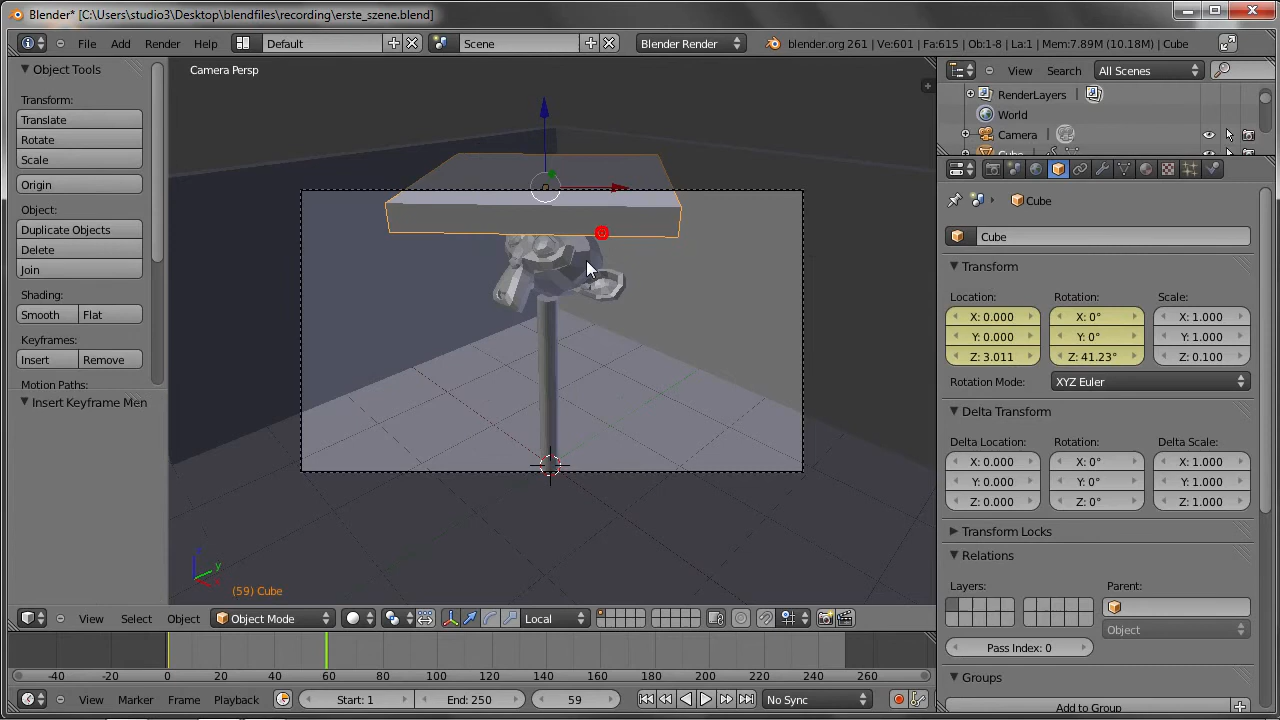 Blender* [C:\Users\studio3\Desktop\blendfiles\recording\erste_szene.blend]
File Add Render Help Default Scene Blender Render blender.org 261 | Ve:601 | Fa:615 | Ob:1-8 | La:1 | Mem:7.89M (10.18M) | Cube
Object Tools
Transform:
Translate
Rotate
Scale
Origin
Object:
Duplicate Objects
Delete
Join
Shading:
Smooth Flat
Keyframes:
Insert Remove
Motion Paths:
Insert Keyframe Men
Camera Persp
(59) Cube
View Search All Scenes
RenderLayers
World
Camera
Cube
Cube
Transform
Location: Rotation: Scale:
X: 0.000 X: 0° X: 1.000
Y: 0.000 Y: 0° Y: 1.000
Z: 3.011 Z: 41.23° Z: 0.100
Rotation Mode: XYZ Euler
Delta Transform
Delta Location: Rotation: Delta Scale:
X: 0.000 X: 0° X: 1.000
Y: 0.000 Y: 0° Y: 1.000
Z: 0.000 Z: 0° Z: 1.000
Transform Locks
Relations
Layers: Parent:
Object
Pass Index: 0
Groups
Add to Group
View Select Object Object Mode Local
-40 -20 0 20 40 60 80 100 120 140 160 180 200 220 240 260
View Marker Frame Playback Start: 1 End: 250 59 No Sync